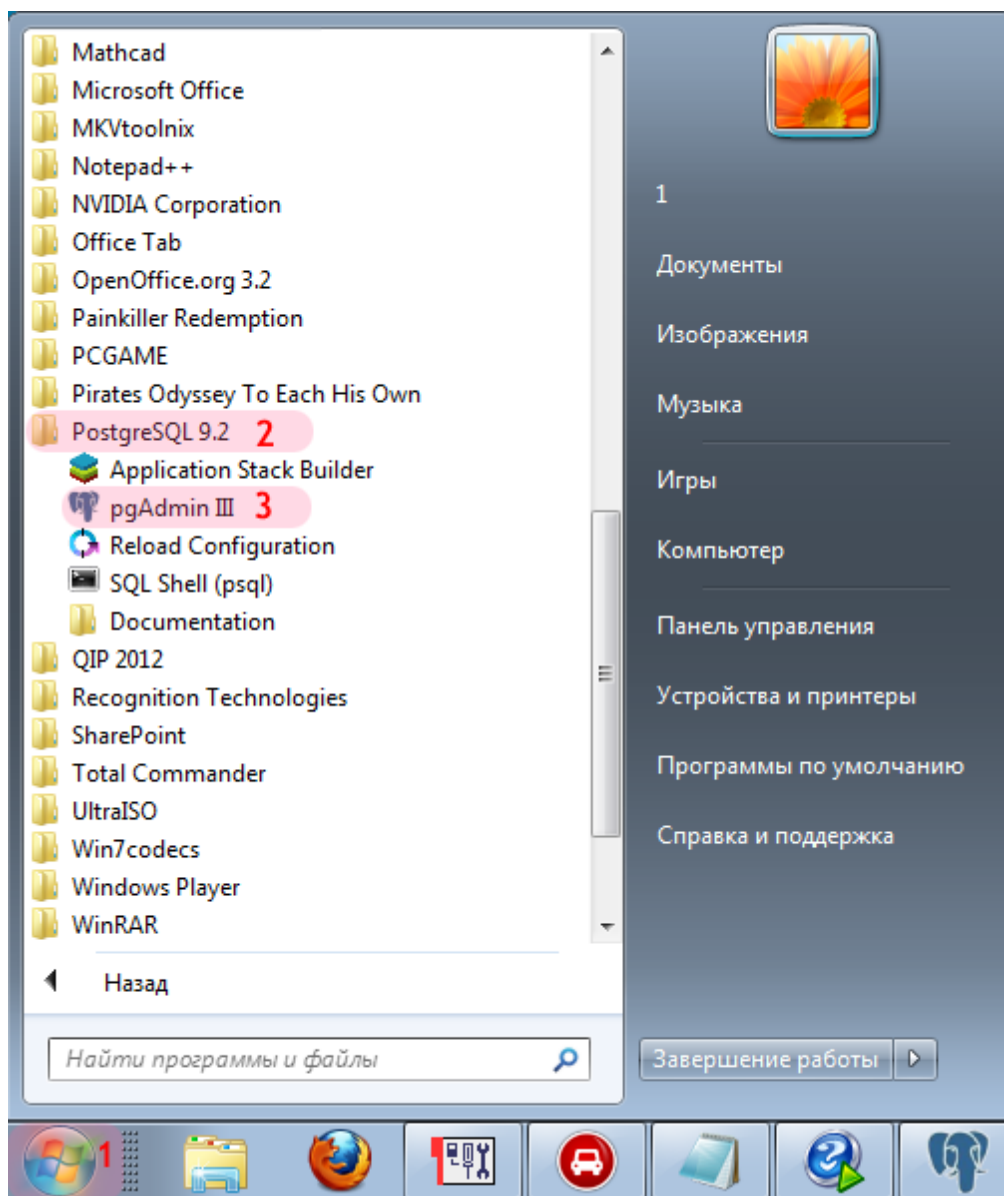 Mathcad
Microsoft Office
MKVtoolnix
Notepad++
NVIDIA Corporation
Office Tab
OpenOffice.org 3.2
Painkiller Redemption
PCGAME
Pirates Odyssey To Each His Own
PostgreSQL 9.2 2
Application Stack Builder
pgAdmin III 3
Reload Configuration
SQL Shell (psql)
Documentation
QIP 2012
Recognition Technologies
SharePoint
Total Commander
UltraISO
Win7codecs
Windows Player
WinRAR
Назад
Найти программы и файлы
1
Документы
Изображения
Музыка
Игры
Компьютер
Панель управления
Устройства и принтеры
Программы по умолчанию
Справка и поддержка
Завершение работы
1